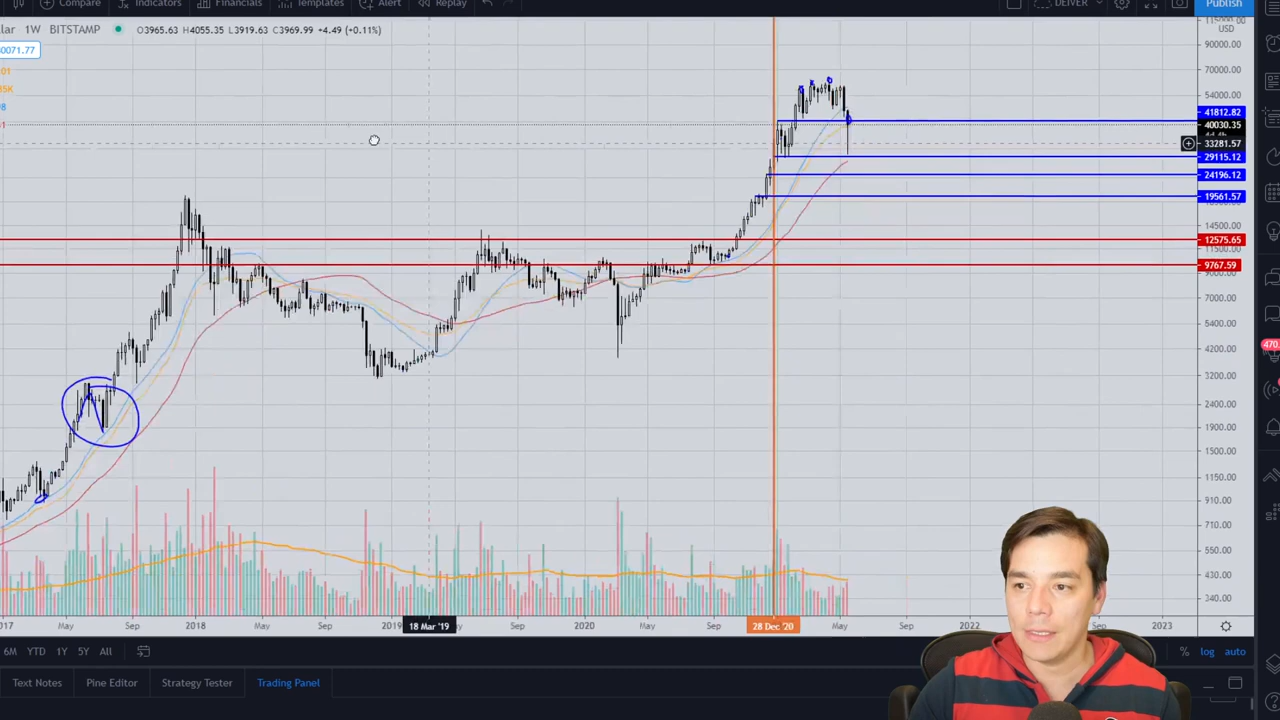 Compare
Indicators
Financials
Templates
Alert
Replay
DEIVER
Publish
llar 1W BITSTAMP O3965.63 H4055.35 L3919.63 C3969.99 +4.49 (+0.11%)
USD
90000.00
70000.00
54000.00
41812.82
40030.35
33281.57
29115.12
24196.12
19561.57
14500.00
12575.65
11500.00
9767.59
9000.00
7000.00
5400.00
4200.00
3200.00
2400.00
1900.00
1500.00
1150.00
910.00
710.00
550.00
430.00
340.00
470
May Sep 2018 May Sep 2019 18 Mar '19 Sep 2020 May Sep 28 Dec '20 May Sep 2022 2023
6M YTD 1Y 5Y All
% log auto
Text Notes Pine Editor Strategy Tester Trading Panel